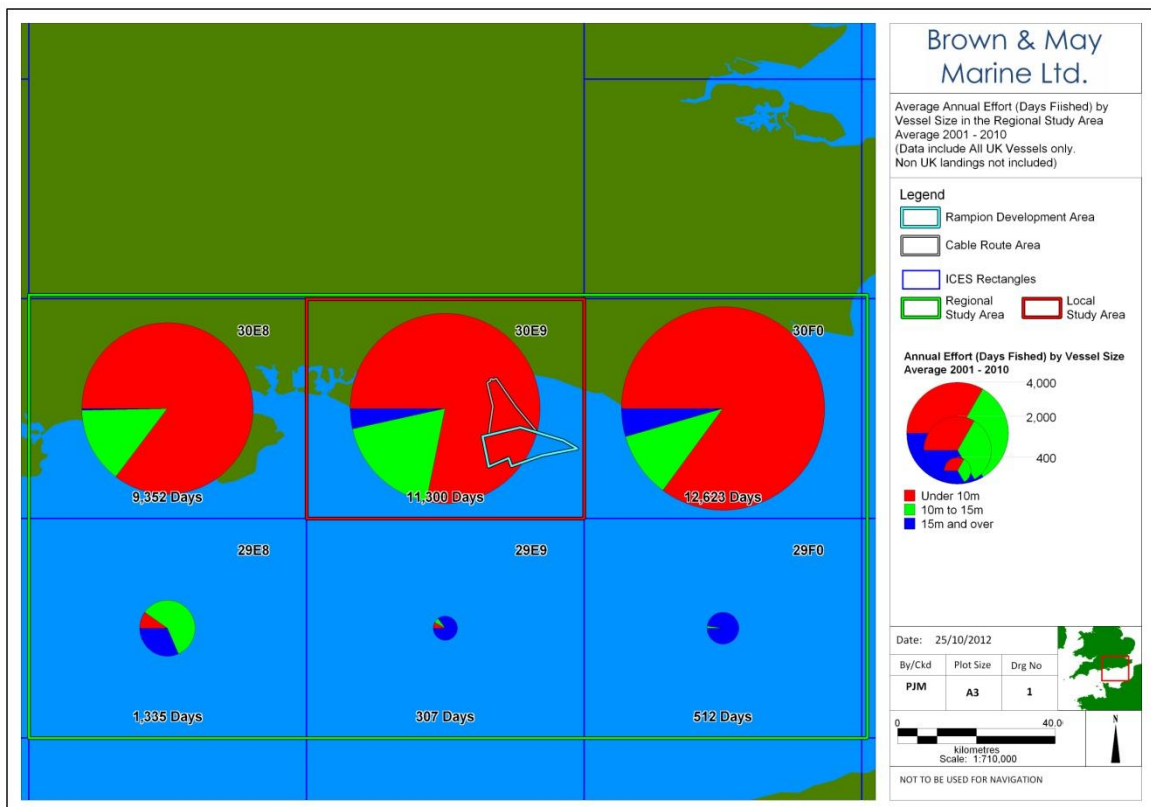 30E8
30E9
30F0
9,352 Days
11,300 Days
12,623 Days
29E8
29E9
29F0
1,335 Days
307 Days
512 Days
Brown & May
Marine Ltd.
Average Annual Effort (Days Fiished) by
Vessel Size in the Regional Study Area
Average 2001 - 2010
(Data include All UK Vessels only.
Non UK landings not included)
Legend
Rampion Development Area
Cable Route Area
ICES Rectangles
Regional Study Area
Local Study Area
Annual Effort (Days Fished) by Vessel Size
Average 2001 - 2010
4,000
2,000
400
Under 10m
10m to 15m
15m and over
Date: 25/10/2012
By/Ckd Plot Size Drg No
PJM A3 1
0 40.0
kilometres
Scale: 1:710,000
N
NOT TO BE USED FOR NAVIGATION